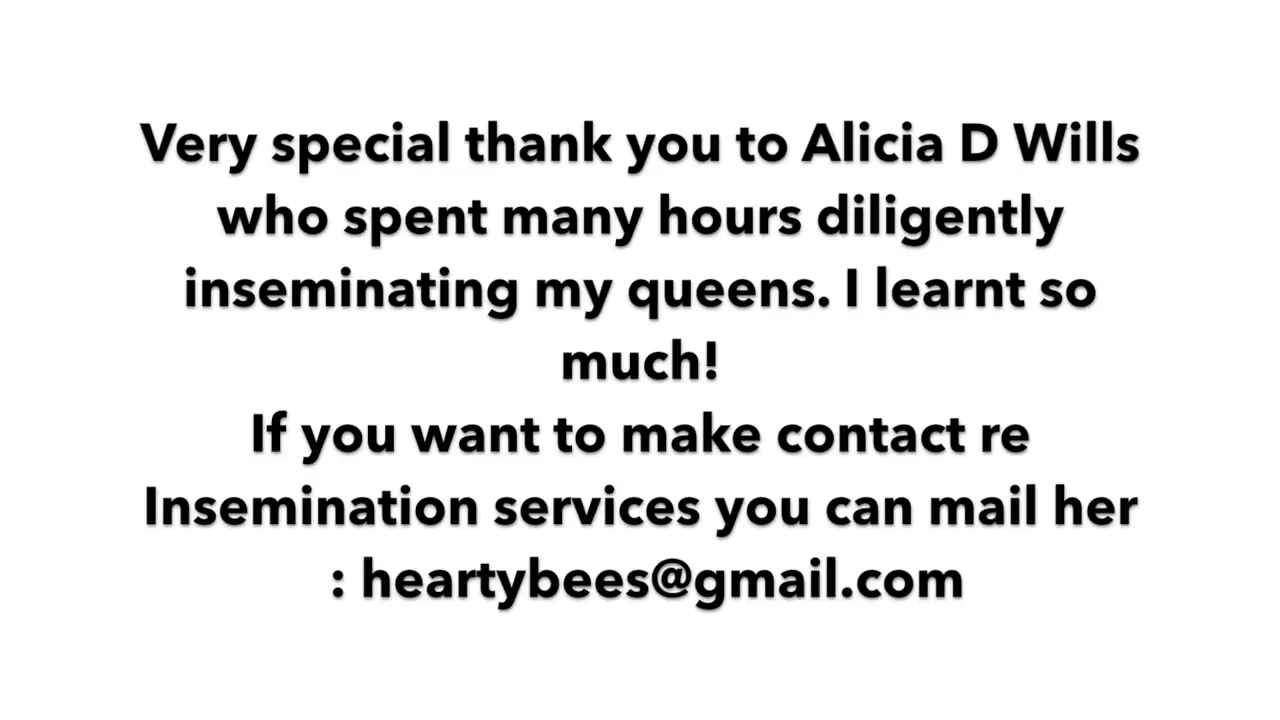 Very special thank you to Alicia D Wills
who spent many hours diligently
inseminating my queens. I learnt so
much!
If you want to make contact re
Insemination services you can mail her
: heartybees@gmail.com